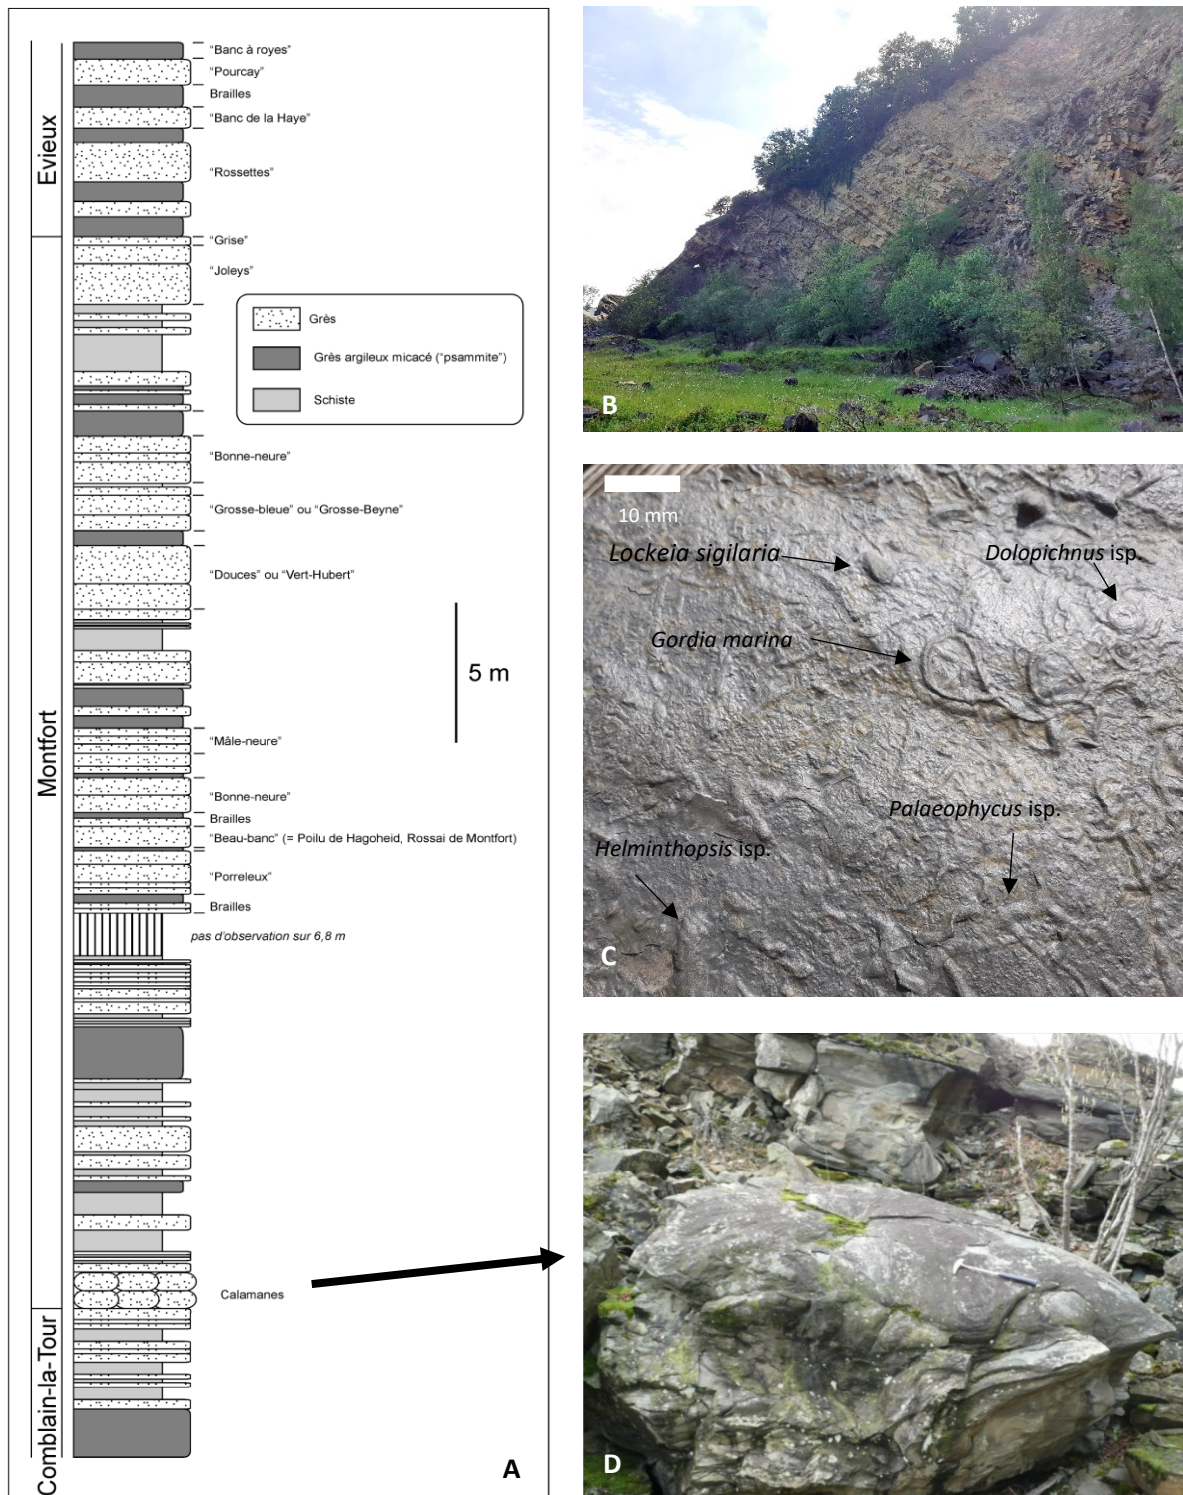 Evieux
Montfort
Comblain-la-Tour
"Banc à royes"
"Pourcay"
Brailles
"Banc de la Haye"
"Rossettes"
"Grise"
"Joleys"
Grès
Grès argileux micacé ("psammite")
Schiste
"Bonne-neure"
"Grosse-bleue" ou "Grosse-Beyne"
"Douces" ou "Vert-Hubert"
5 m
"Mâle-neure"
"Bonne-neure"
Brailles
"Beau-banc" (= Poilu de Hagoheid, Rossai de Montfort)
"Porreleux"
Brailles
pas d'observation sur 6,8 m
Calamanes
A
B
10 mm
Lockeia sigilaria
Dolopichnus isp.
Gordia marina
Palaeophycus isp.
Helminthopsis isp.
C
D